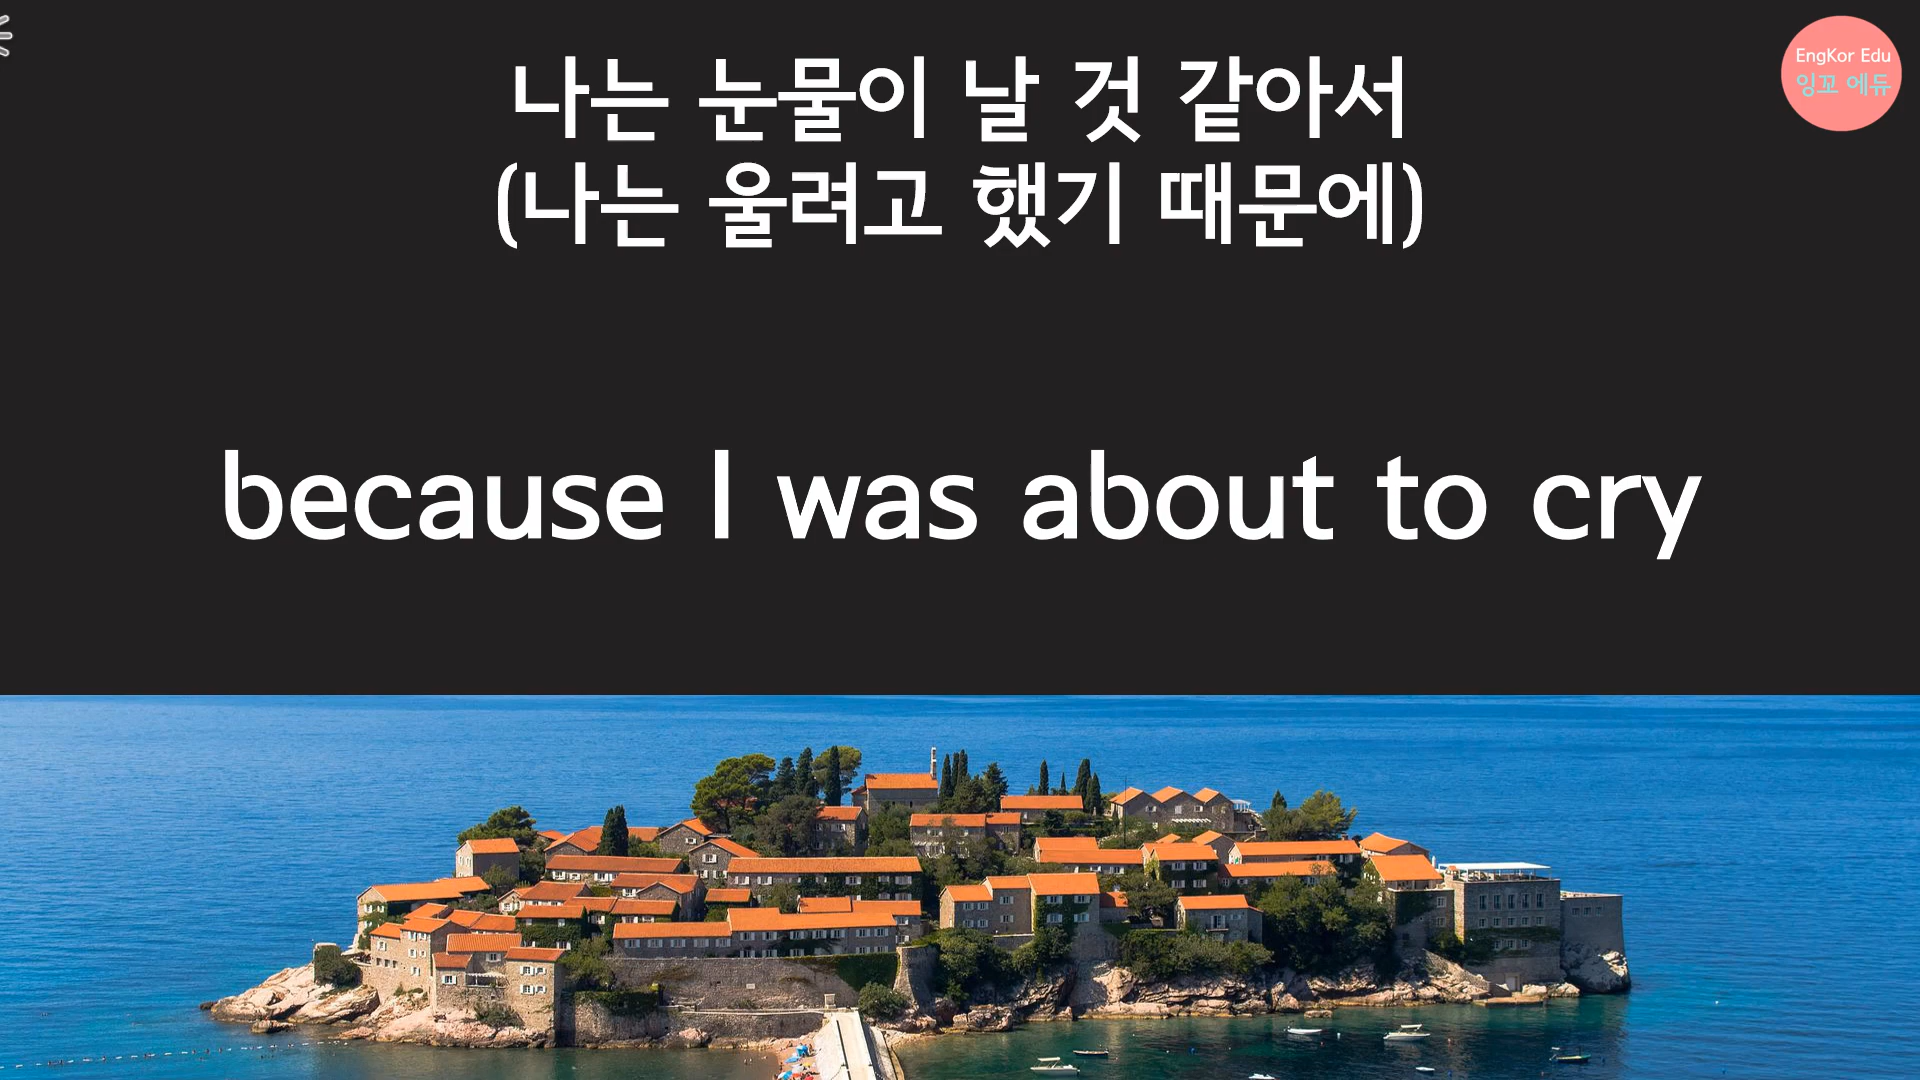 나는 눈물이 날 것 같아서
(나는 울려고 했기 때문에)
because I was about to cry
EngKor Edu
잉꼬 에듀